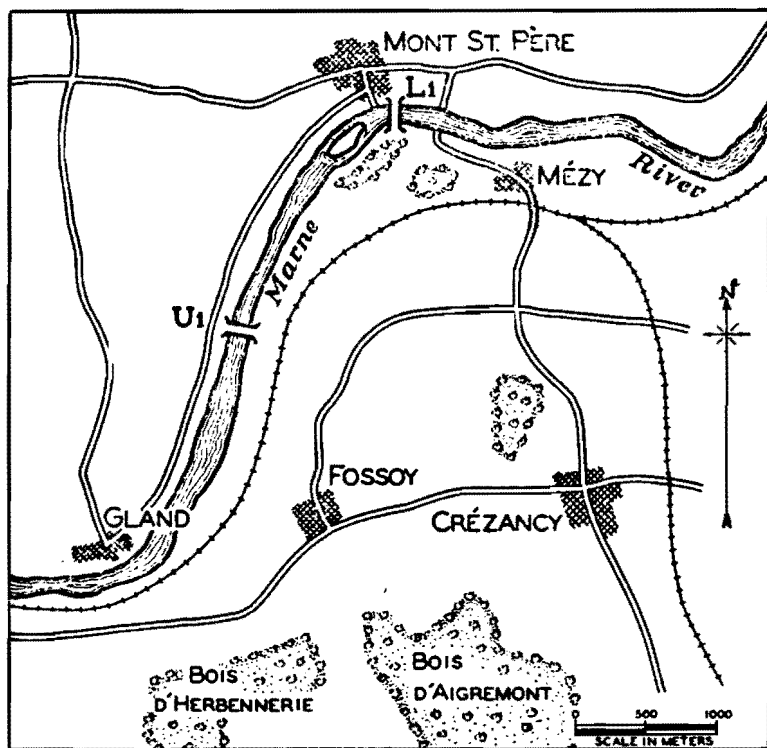 MONT ST. PÈRE
L1
MÉZY
River
Marne
U1
N
FOSSOY
GLAND
CRÉZANCY
BOIS
D'HERBENNERIE
BOIS
D'AIGREMONT
0 500 1000
SCALE IN METERS